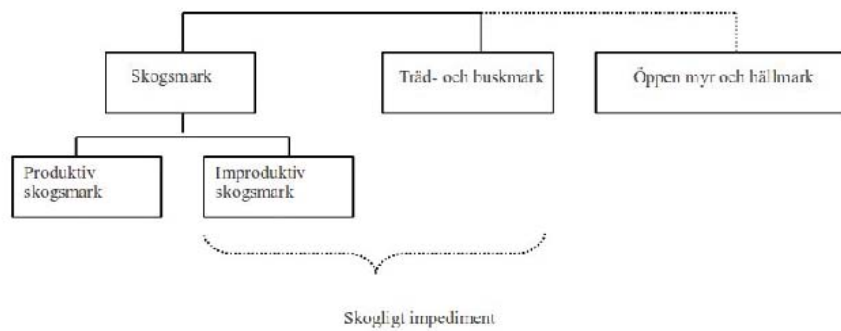 Skogsmark
Träd- och buskmark
Öppen myr och hällmark
Produktiv
skogsmark
Improduktiv
skogsmark
Skogligt impediment